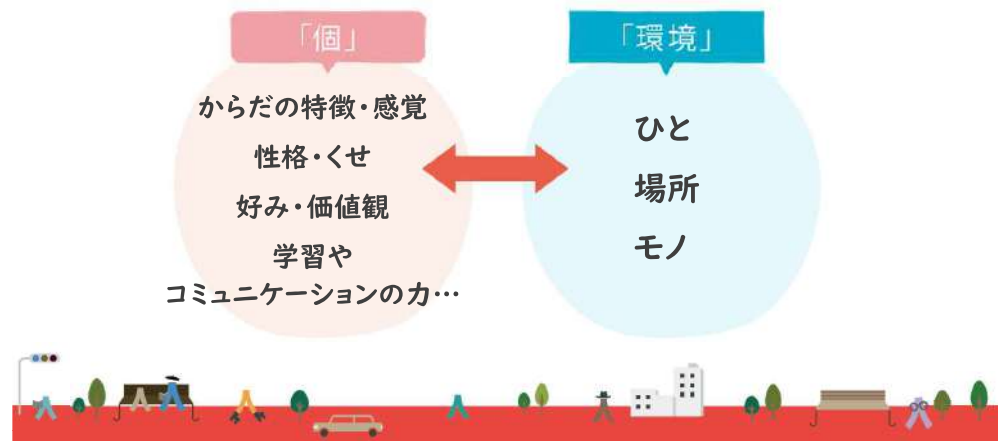 「個」
からだの特徴・感覚
性格・くせ
好み・価値観
学習や
コミュニケーションの力…
「環境」
ひと
場所
モノ